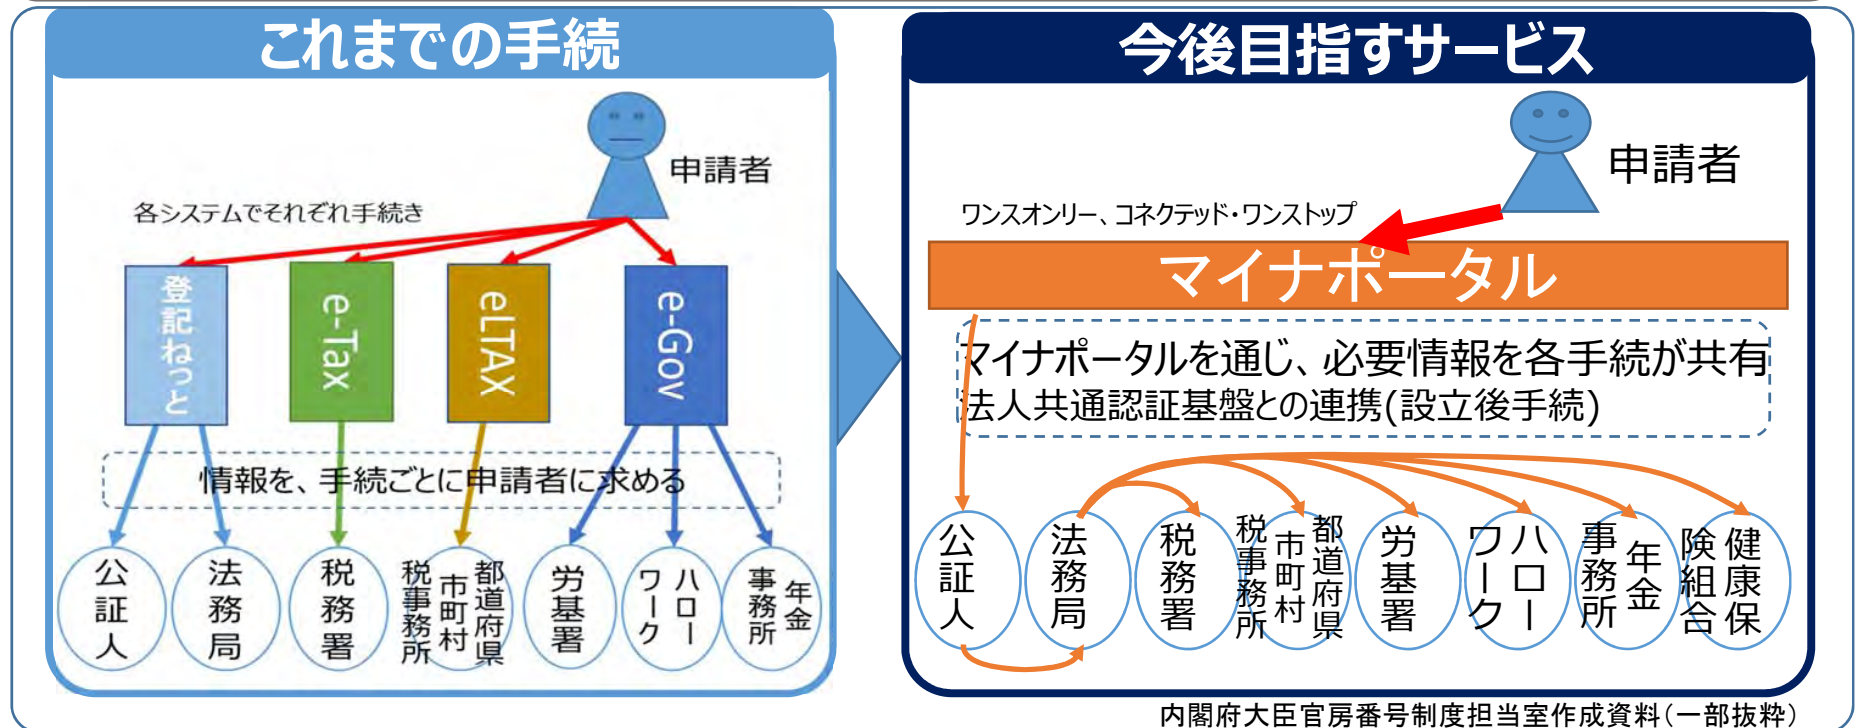 これまでの手続
申請者
各システムでそれぞれ手続き
登記ねっと
e-Tax
eLTAX
e-Gov
情報を、手続ごとに申請者に求める
公証人
法務局
税務署
都道府県
市町村
税事務所
労基署
ハロー
ワーク
年金
事務所
今後目指すサービス
申請者
ワンスオンリー、コネクテッド・ワンストップ
マイナポータル
マイナポータルを通じ、必要情報を各手続が共有
法人共通認証基盤との連携(設立後手続)
公証人
法務局
税務署
都道府県
市町村
税事務所
労基署
ハロー
ワーク
年金
事務所
健康保
険組合
内閣府大臣官房番号制度担当室作成資料(一部抜粋)